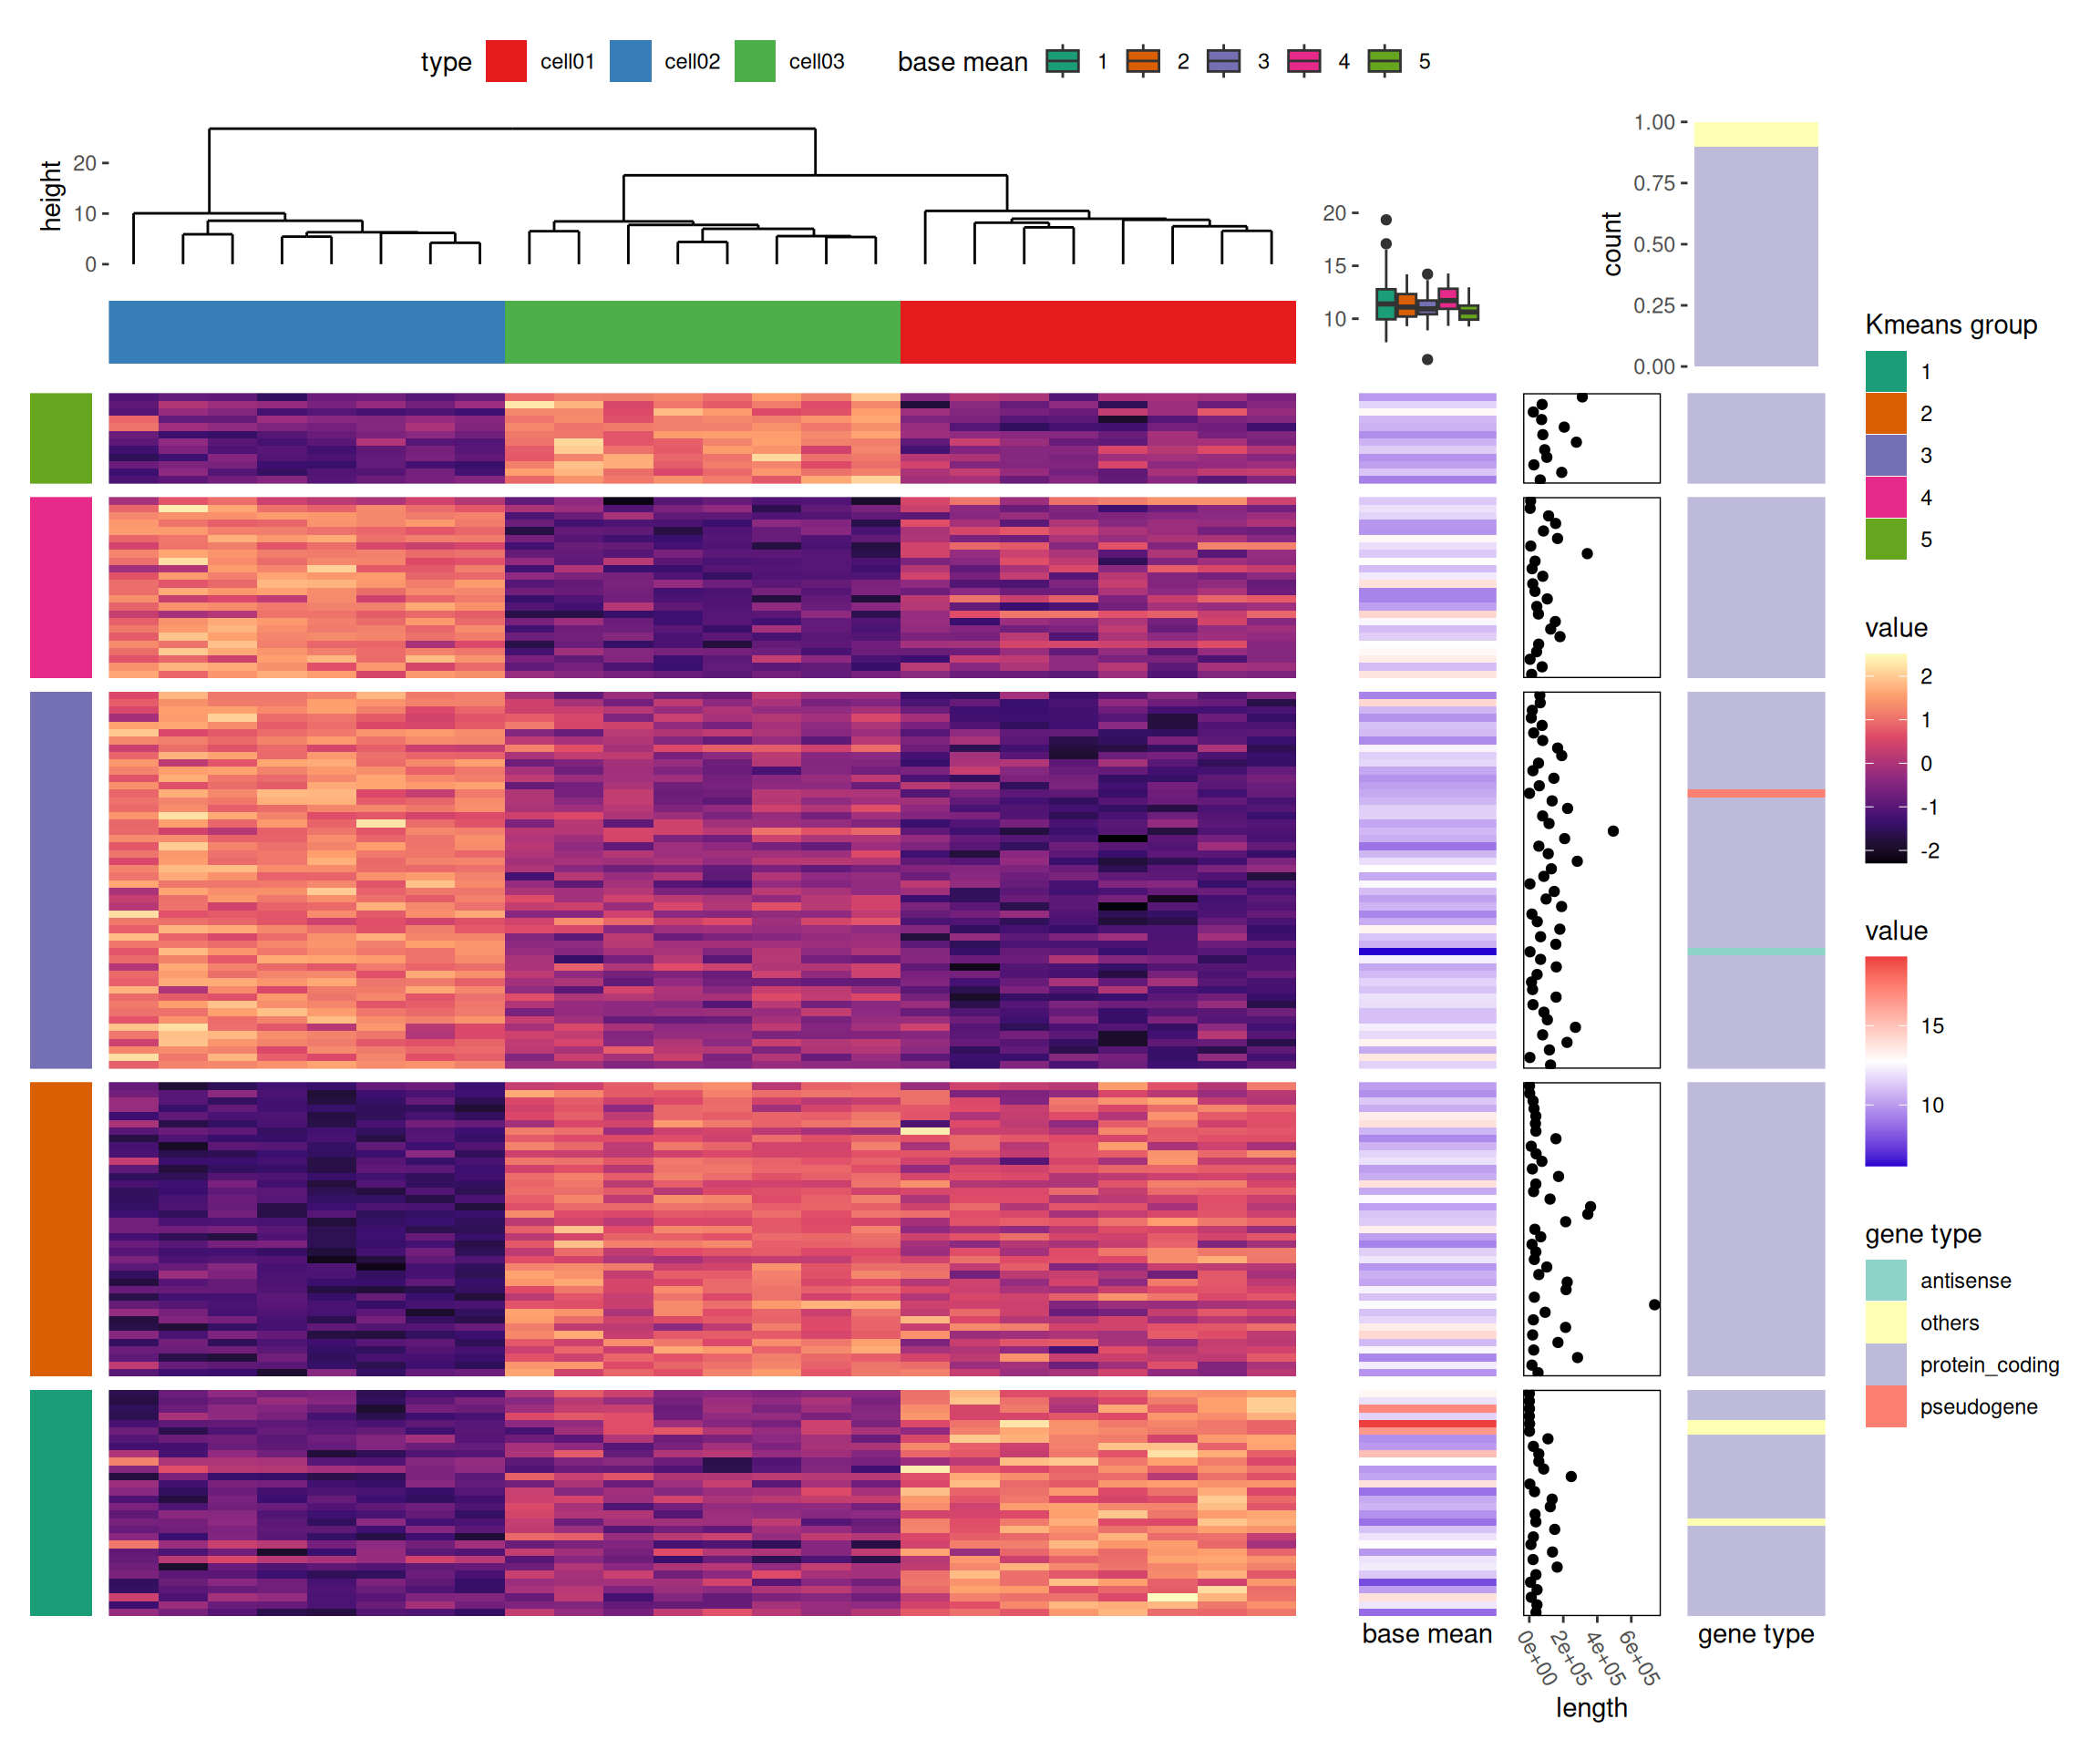 type cell01 cell02 cell03 base mean 1 2 3 4 5
height
20
10
0
20
15
10
count
1.00
0.75
0.50
0.25
0.00
Kmeans group
1
2
3
4
5
value
2
1
0
-1
-2
value
15
10
gene type
antisense
others
protein_coding
pseudogene
base mean
0e+00 2e+05 4e+05 6e+05
length
gene type